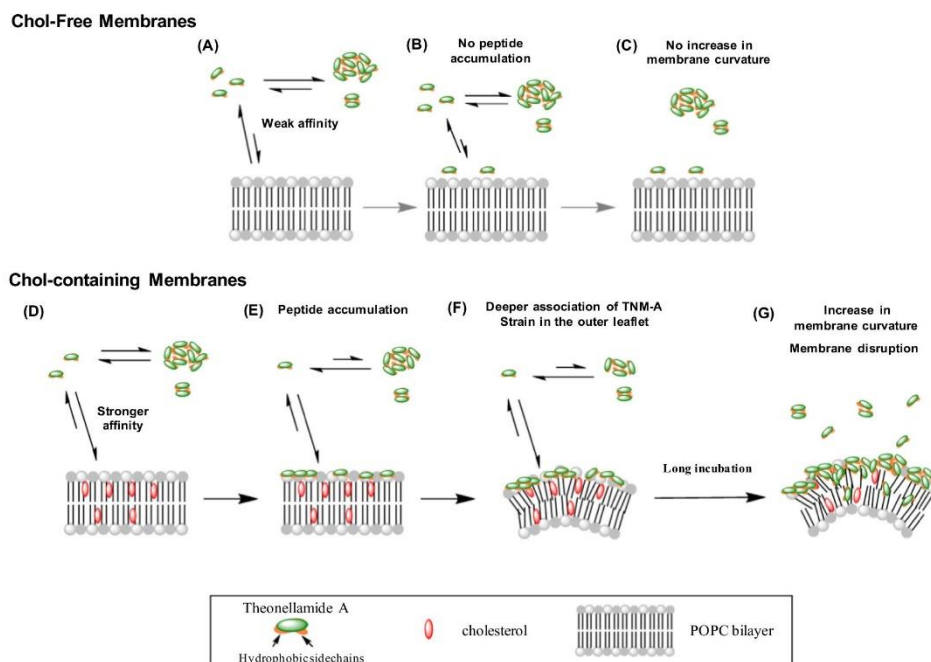 Chol-Free Membranes
(A)
Weak affinity
(B)
No peptide
accumulation
(C)
No increase in
membrane curvature
Chol-containing Membranes
(D)
Stronger
affinity
(E)
Peptide accumulation
(F)
Deeper association of TNM-A
Strain in the outer leaflet
Long incubation
(G)
Increase in
membrane curvature
Membrane disruption
Theonellamide A
Hydrophobicsidechains
cholesterol
POPC bilayer